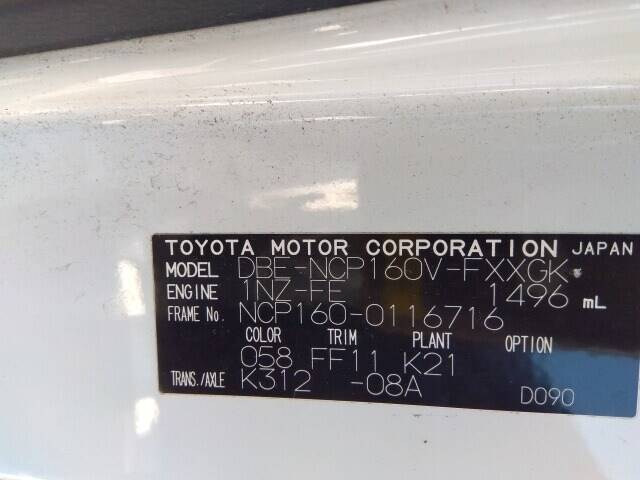 TOYOTA MOTOR CORPORATION JAPAN
MODEL DBE-NCP160V-FXXGK
ENGINE 1NZ-FE 1496 mL
FRAME No. NCP160-0116716
COLOR TRIM PLANT OPTION
058 FF11 K21
TRANS./AXLE K312 -08A D090